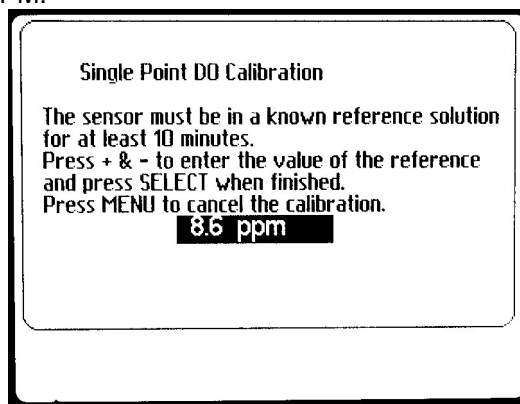 Single Point DO Calibration
The sensor must be in a known reference solution
for at least 10 minutes.
Press + & - to enter the value of the reference
and press SELECT when finished.
Press MENU to cancel the calibration.
8.6 ppm